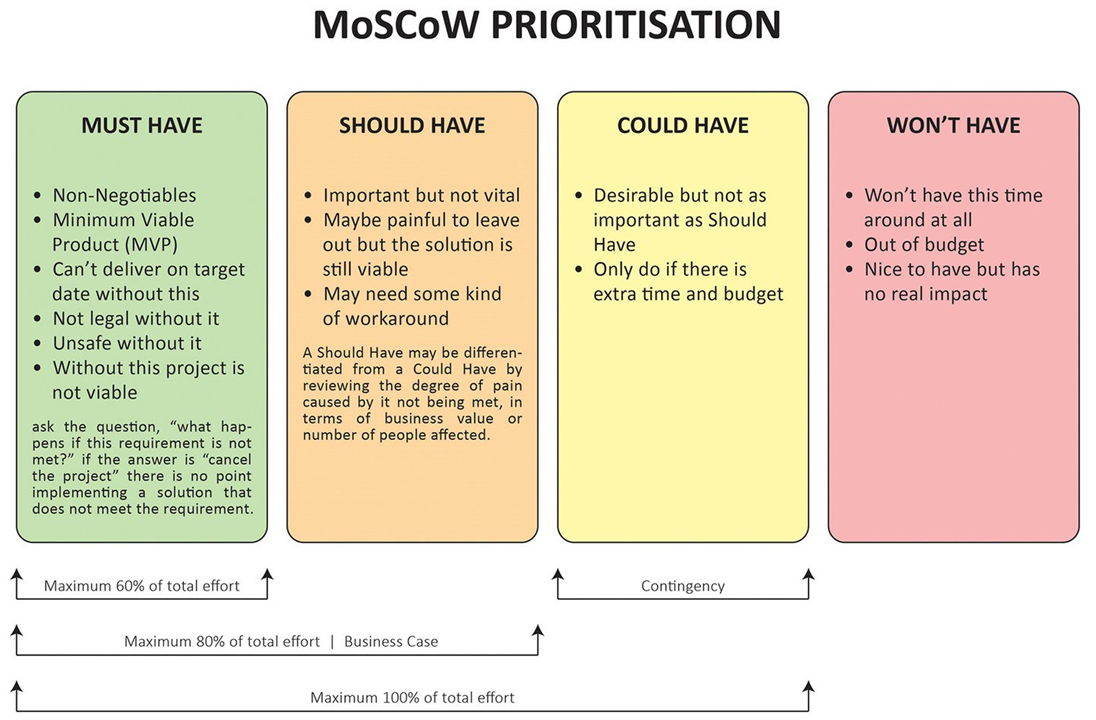 MoSCoW PRIORITISATION
MUST HAVE
• Non-Negotiables
• Minimum Viable
Product (MVP)
• Can't deliver on target
date without this
• Not legal without it
• Unsafe without it
• Without this project is
not viable
ask the question, “what hap-
pens if this requirement is not
met?” if the answer is “cancel
the project” there is no point
implementing a solution that
does not meet the requirement.
SHOULD HAVE
• Important but not vital
• Maybe painful to leave
out but the solution is
still viable
• May need some kind
of workaround
A Should Have may be differen-
tiated from a Could Have by
reviewing the degree of pain
caused by it not being met, in
terms of business value or
number of people affected.
COULD HAVE
• Desirable but not as
important as Should
Have
• Only do if there is
extra time and budget
WON’T HAVE
• Won’t have this time
around at all
• Out of budget
• Nice to have but has
no real impact
Maximum 60% of total effort
Contingency
Maximum 80% of total effort | Business Case
Maximum 100% of total effort